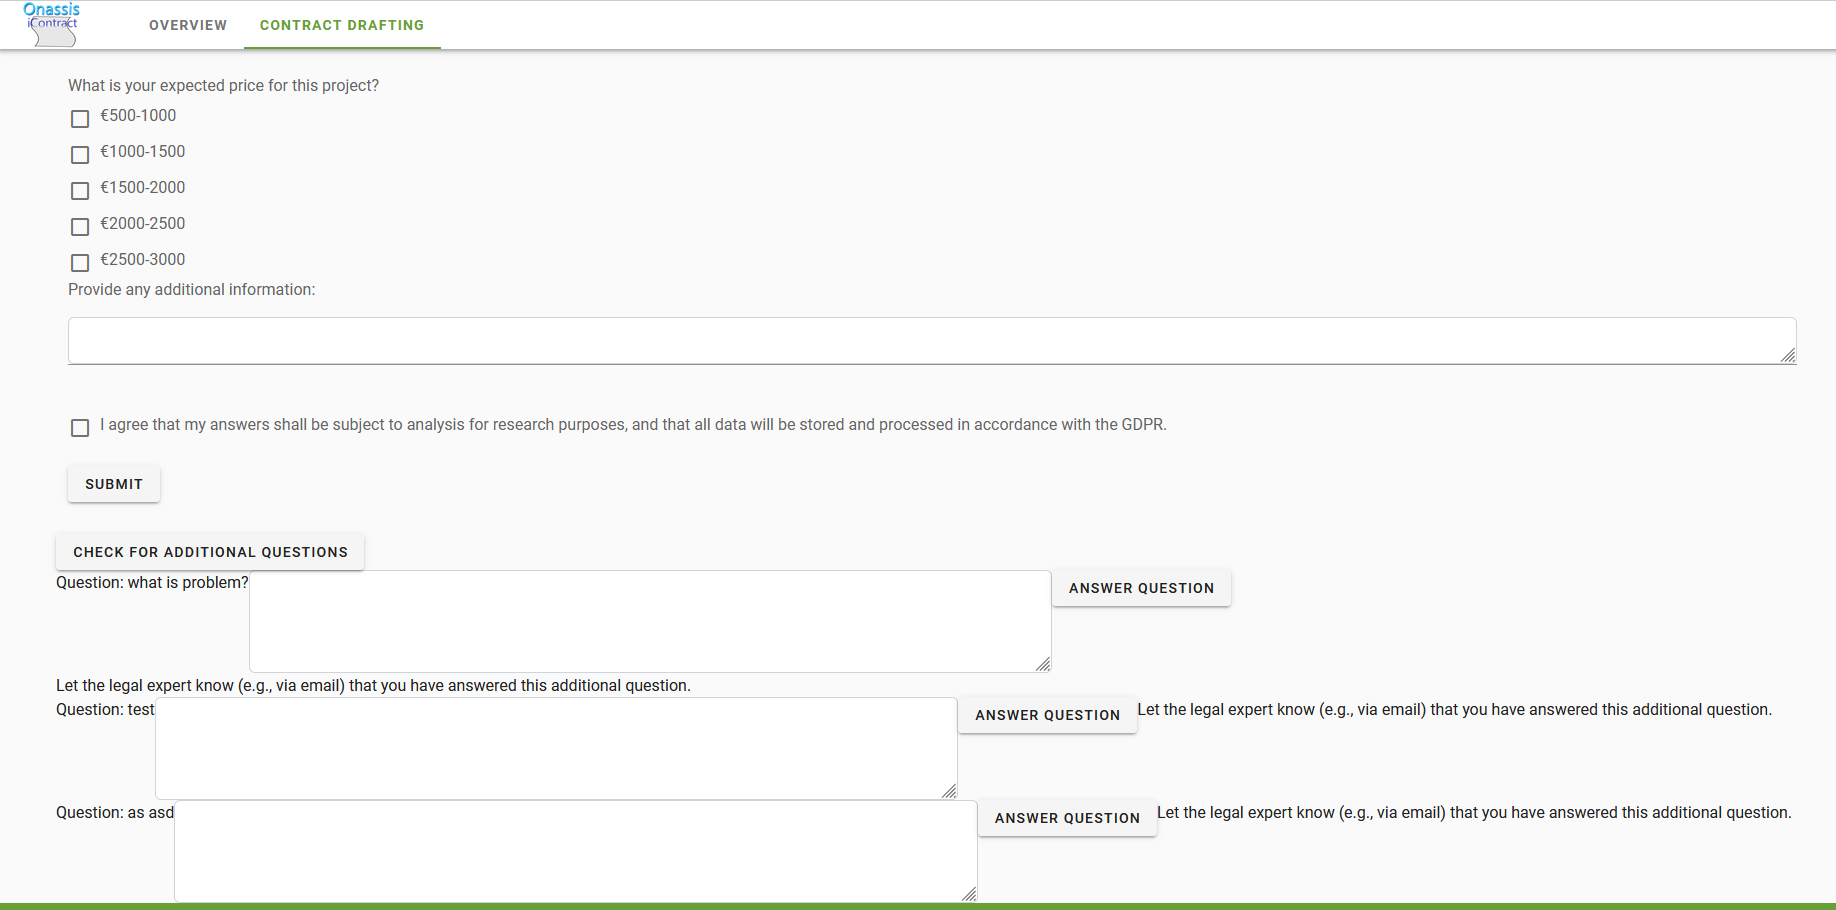 Onassis
iContract
OVERVIEW
CONTRACT DRAFTING
What is your expected price for this project?
€500-1000
€1000-1500
€1500-2000
€2000-2500
€2500-3000
Provide any additional information:
I agree that my answers shall be subject to analysis for research purposes, and that all data will be stored and processed in accordance with the GDPR.
SUBMIT
CHECK FOR ADDITIONAL QUESTIONS
Question: what is problem?
ANSWER QUESTION
Let the legal expert know (e.g., via email) that you have answered this additional question.
Question: test
ANSWER QUESTION
Let the legal expert know (e.g., via email) that you have answered this additional question.
Question: as asd
ANSWER QUESTION
Let the legal expert know (e.g., via email) that you have answered this additional question.